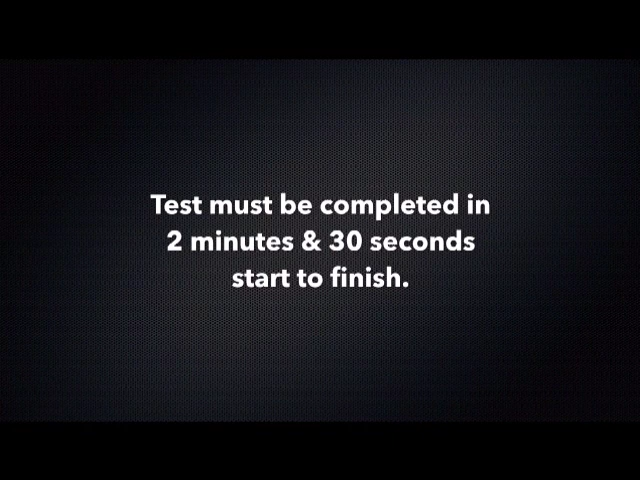 Test must be completed in
2 minutes & 30 seconds
start to finish.